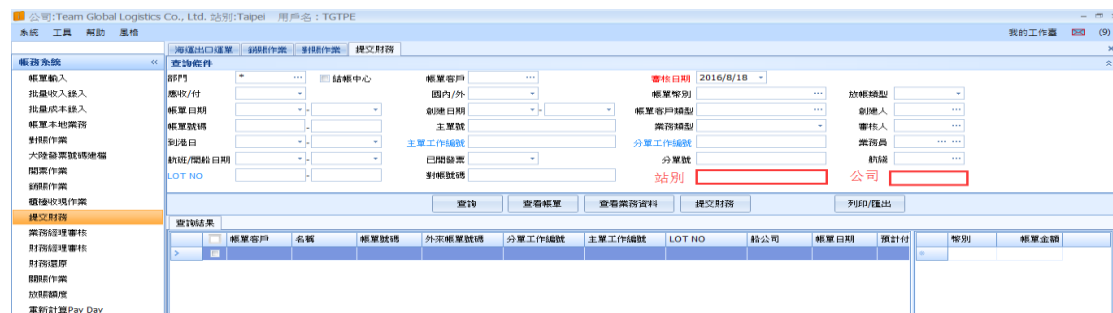 公司:Team Global Logistics Co., Ltd. 站別:Taipei 用戶名：TGTPE
系統 工具 幫助 風格 我的工作臺 (9)
海運出口運單 銷賬作業 對賬作業 提交財務
帳務系統 «
查詢條件
帳單輸入
批量收入錄入
批量成本錄入
帳單本地業務
對賬作業
大陸發票號碼建檔
開票作業
銷賬作業
積極收現作業
提交財務
業務經理審核
財務經理審核
財務還原
關賬作業
放賬額度
重新計算Pay Day
部門 * ... 結帳中心 帳單客戶 ... 審核日期 2016/8/18
應收/付 國內/外 帳單幣別 ... 放帳類型
帳單日期 - 創建日期 - 帳單客戶類型 ... 創建人 ...
帳單號碼 - 主單號 業務類型 審核人 ...
到港日 - 主單工作編號 分單工作編號 業務員 ... ...
航班/開船日期 - 已開發票 分單號 航線 ...
LOT NO - 對帳號碼 站別 公司
查詢 查看帳單 查看業務資料 提交財務 列印/匯出
查詢結果
帳單客戶 名稱 帳單號碼 外來帳單號碼 分單工作編號 主單工作編號 LOT NO 船公司 帳單日期 預計付 幣別 帳單金額